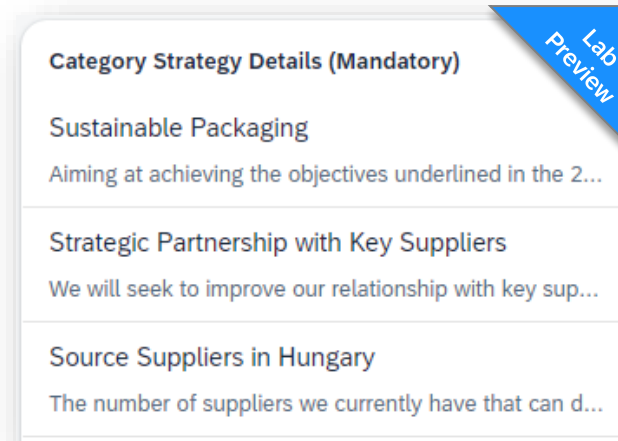 Lab
Preview
Category Strategy Details (Mandatory)
Sustainable Packaging
Aiming at achieving the objectives underlined in the 2...
Strategic Partnership with Key Suppliers
We will seek to improve our relationship with key sup...
Source Suppliers in Hungary
The number of suppliers we currently have that can d...